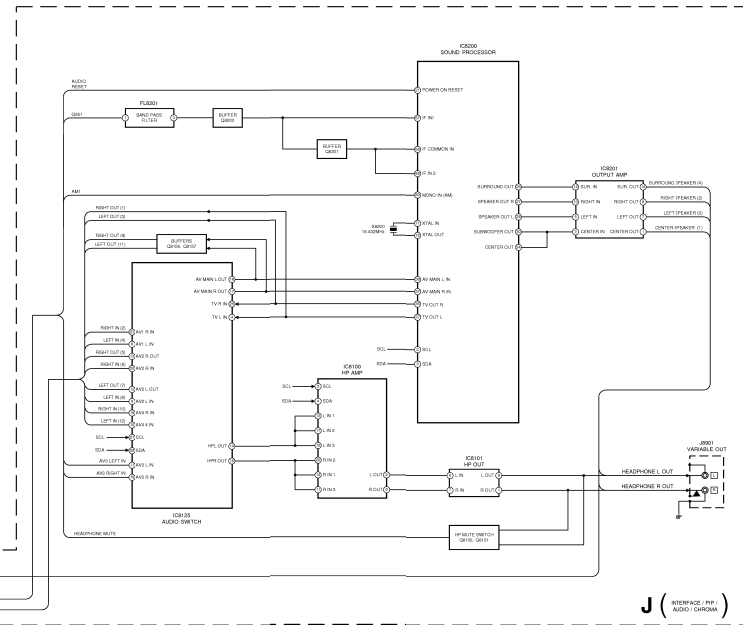 IC8200
SOUND PROCESSOR
AUDIO
RESET
POWER ON RESET
FL8201
BAND PASS
FILTER
BUFFER
Q8200
IF IN1
BUFFER
Q8201
IF COMMON IN
IF IN 2
AM1
MONO IN (AM)
IC8201
OUTPUT AMP
SURROUND OUT
SUR. IN
SUR. OUT
SURROUND SPEAKER (4)
SPEAKER OUT R
RIGHT IN
RIGHT OUT
RIGHT SPEAKER (2)
SPEAKER OUT L
LEFT IN
LEFT OUT
LEFT SPEAKER (3)
SUBWOOFER OUT
CENTER IN
CENTER OUT
CENTER SPEAKER (1)
CENTER OUT
RIGHT OUT (1)
LEFT OUT (3)
X8200
18.432MHz
XTAL IN
XTAL OUT
RIGHT OUT (9)
LEFT OUT (11)
BUFFERS
Q8156, Q8157
AV MAIN L OUT
AV MAIN L IN
AV MAIN R OUT
AV MAIN R IN
TV R IN
TV OUT R
TV L IN
TV OUT L
RIGHT IN (2)
AV1 R IN
LEFT IN (4)
AV1 L IN
RIGHT OUT (5)
AV2 R OUT
RIGHT IN (6)
AV2 R IN
LEFT OUT (7)
AV2 L OUT
LEFT IN (8)
AV2 L IN
RIGHT IN (10)
AV4 R IN
LEFT IN (12)
SCL
SCL
SDA
SDA
IC8100
HP AMP
SCL
SCL
SDA
SDA
SCL
SCL
SDA
SDA
L IN 1
L IN 2
HPL OUT
HPR OUT
R IN 2
R IN 1
R IN 3
L OUT
R OUT
AV3 LEFT IN
AV3 L IN
AV3 RIGHT IN
AV3 R IN
IC8101
HP OUT
L IN
L OUT
R IN
R OUT
HEADPHONE L OUT
HEADPHONE R OUT
J8901
VARIABLE OUT
L
R
IC8125
AUDIO SWITCH
HEADPHONE MUTE
HP MUTE SWITCH
Q8100, Q8101
J ( INTERFACE / PIP /
AUDIO / CHROMA )